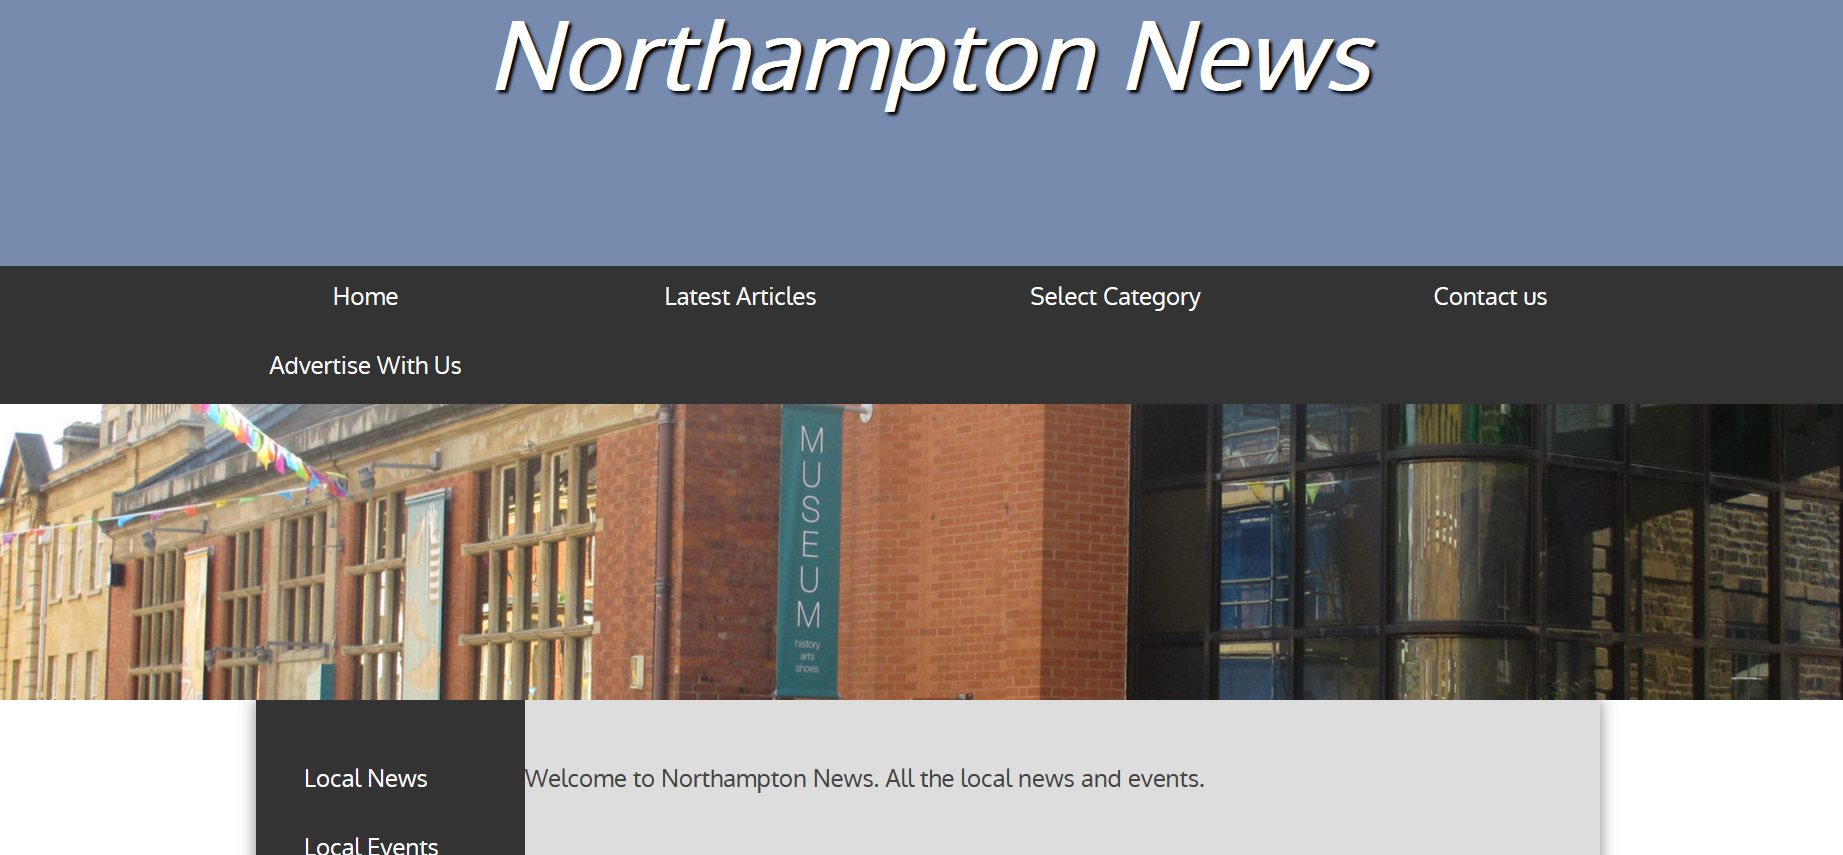 Northampton News
Home Latest Articles Select Category Contact us
Advertise With Us
MUSEUM
history
arts
shoes
Local News
Welcome to Northampton News. All the local news and events.
Local Events